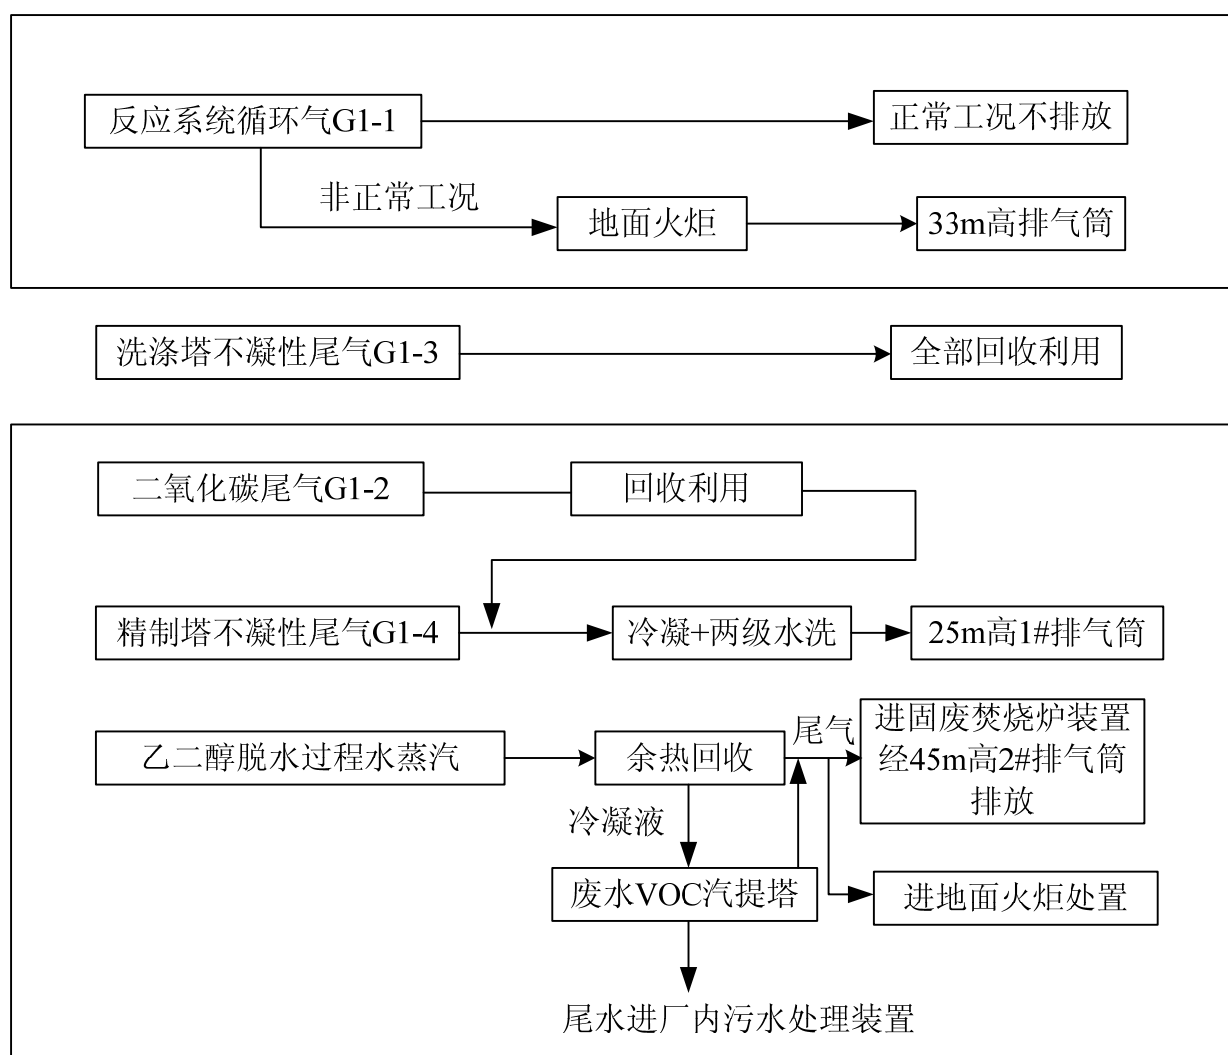 反应系统循环气G1-1
正常工况不排放
非正常工况
地面火炬
33m高排气筒
洗涤塔不凝性尾气G1-3
全部回收利用
二氧化碳尾气G1-2
回收利用
精制塔不凝性尾气G1-4
冷凝+两级水洗
25m高1#排气筒
乙二醇脱水过程水蒸汽
余热回收
尾气
进固废焚烧炉装置
经45m高2#排气筒
排放
冷凝液
废水VOC汽提塔
进地面火炬处置
尾水进厂内污水处理装置